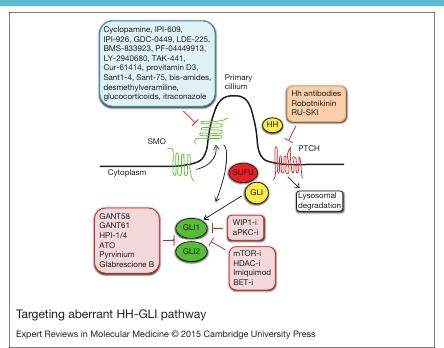 Cyclopamine, IPI-609,
IPI-926, GDC-0449, LDE-225,
BMS-833923, PF-04449913,
LY-2940680, TAK-441,
Cur-61414, provitamin D3,
Sant1-4, Sant-75, bis-amides,
desmethylveramiline,
glucocorticoids, itraconazole
Primary
cillium
Hh antibodies
Robotnikinin
RU-SKI
HH
SMO
PTCH
Cytoplasm
SUFU
GLI
Lysosomal
degradation
GANT58
GANT61
HPI-1/4
ATO
Pyrvinium
Glabrescione B
GLI1
GLI2
WIP1-i
aPKC-i
mTOR-i
HDAC-i
Imiquimod
BET-i
Targeting aberrant HH-GLI pathway
Expert Reviews in Molecular Medicine © 2015 Cambridge University Press